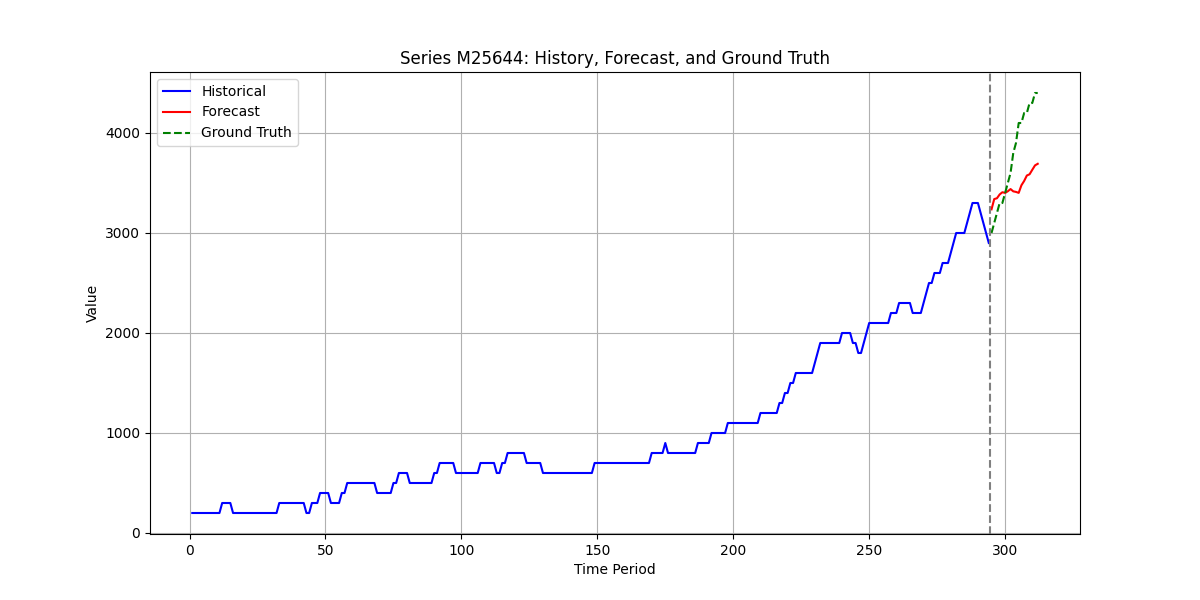 Series M25644: History, Forecast, and Ground Truth
Historical
Forecast
Ground Truth
4000
3000
2000
1000
0
Value
0 50 100 150 200 250 300
Time Period